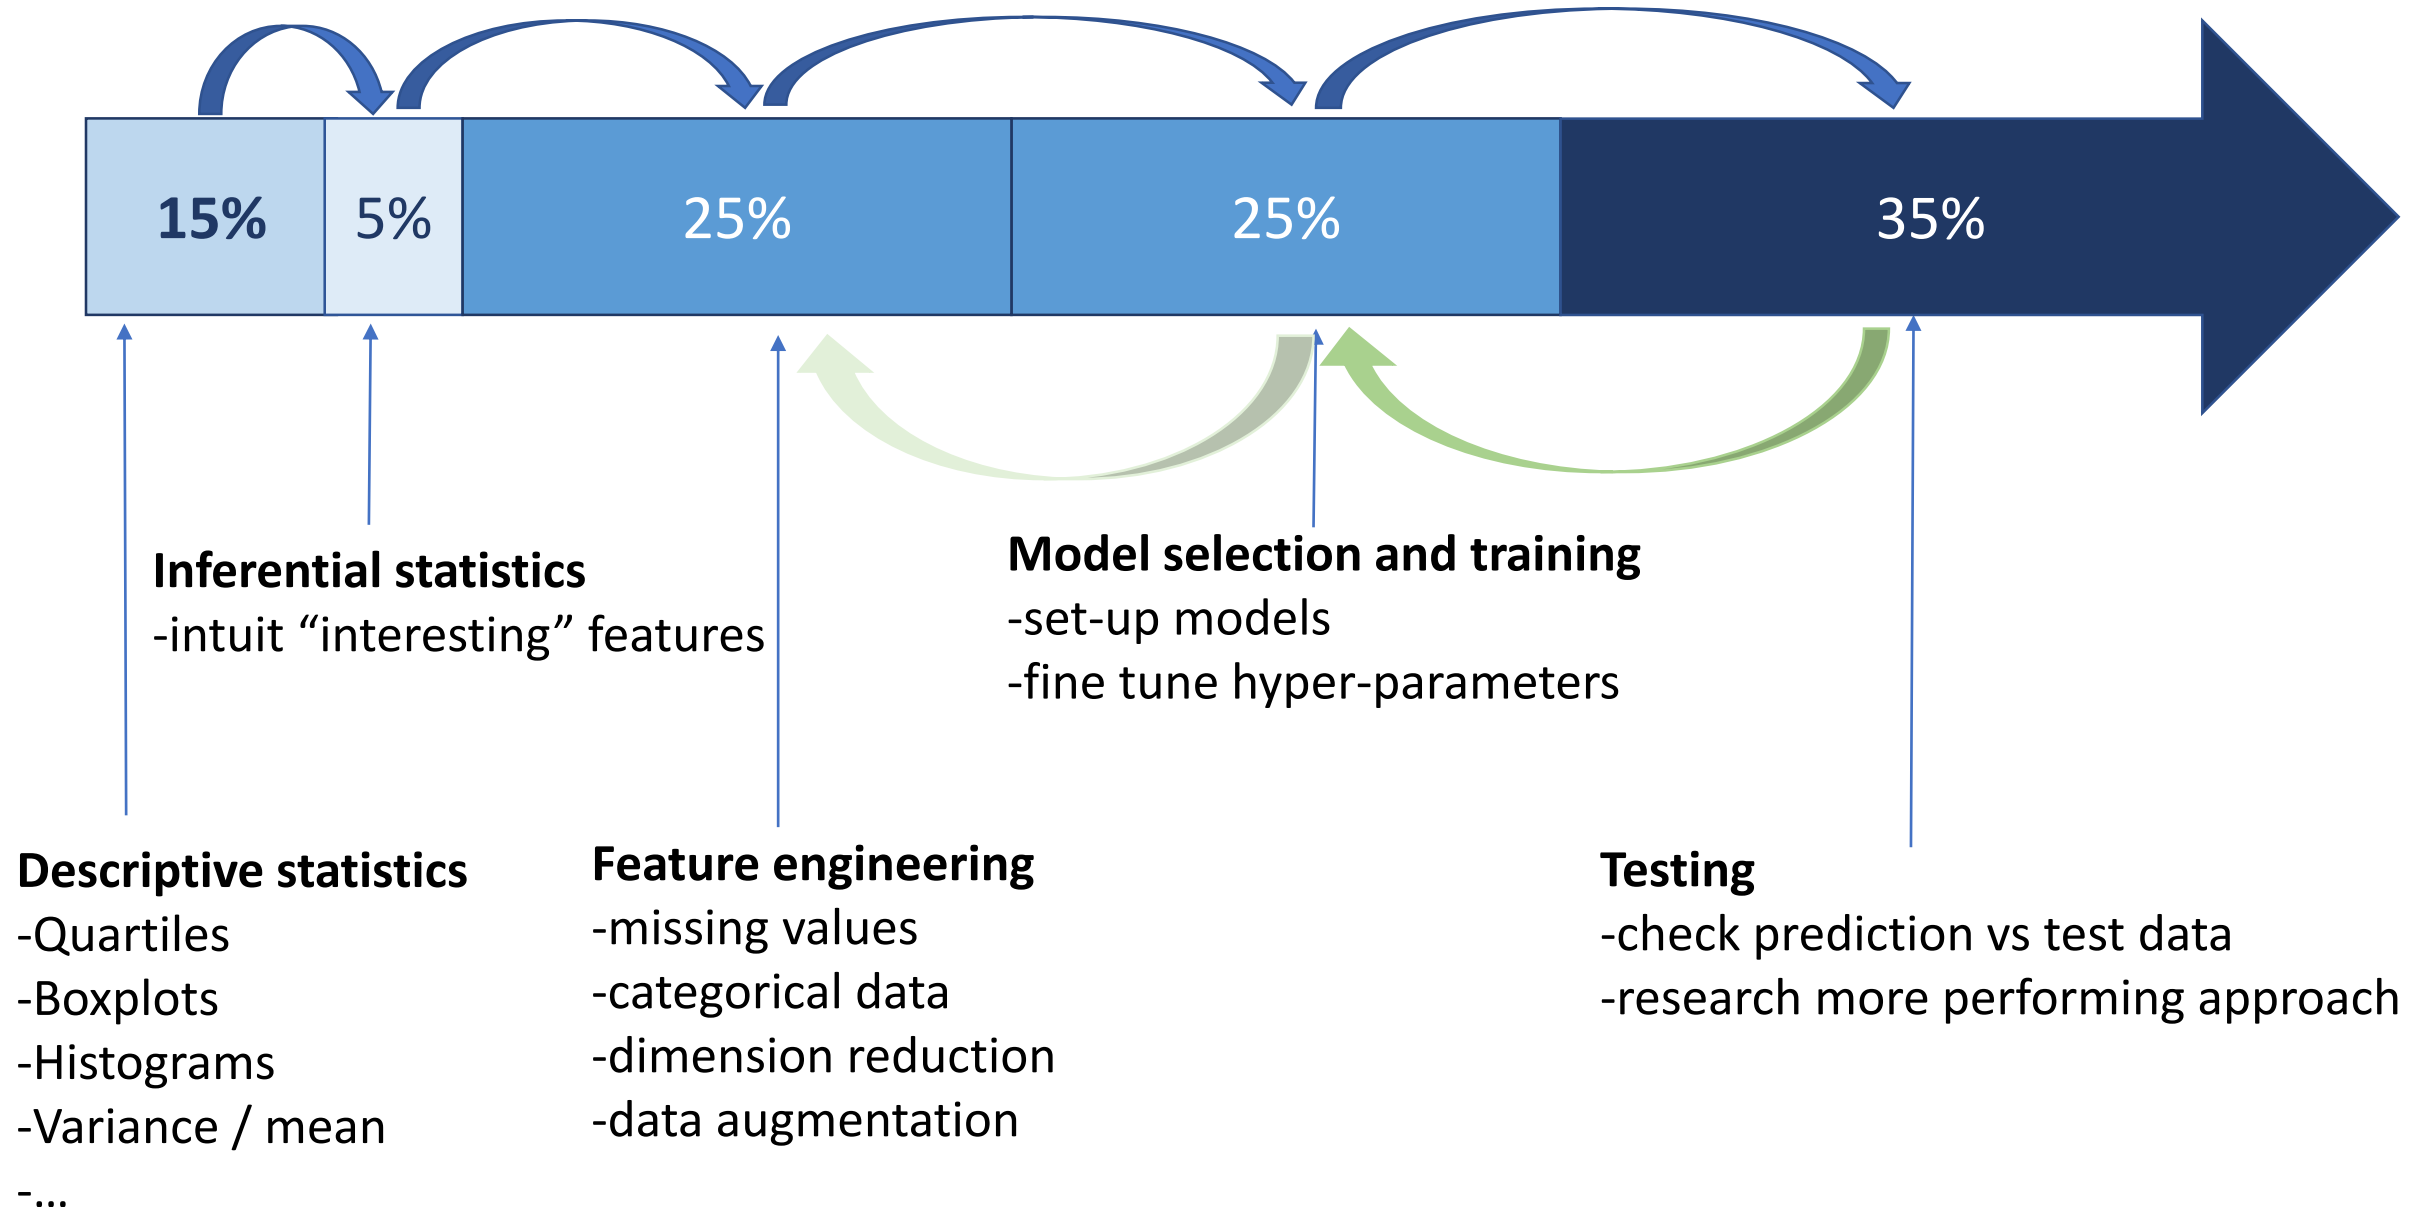 15%
5%
25%
25%
35%
Inferential statistics
-intuit “interesting” features
Model selection and training
-set-up models
-fine tune hyper-parameters
Descriptive statistics
-Quartiles
-Boxplots
-Histograms
-Variance / mean
-...
Feature engineering
-missing values
-categorical data
-dimension reduction
-data augmentation
Testing
-check prediction vs test data
-research more performing approach